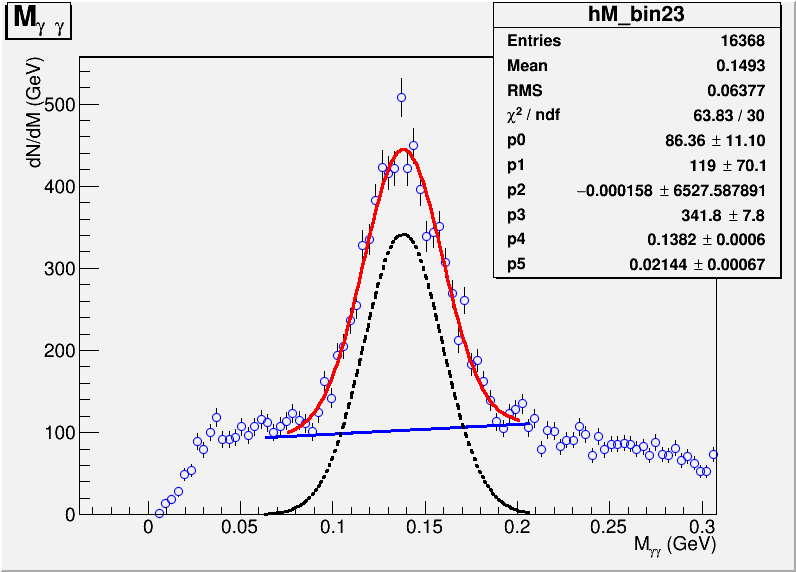 M_γ γ
hM_bin23
Entries 16368
Mean 0.1493
RMS 0.06377
χ² / ndf 63.83 / 30
p0 86.36 ± 11.10
p1 119 ± 70.1
p2 −0.000158 ± 6527.587891
p3 341.8 ± 7.8
p4 0.1382 ± 0.0006
p5 0.02144 ± 0.00067
dN/dM (GeV)
500
400
300
200
100
0
0 0.05 0.1 0.15 0.2 0.25 0.3
M_γγ (GeV)